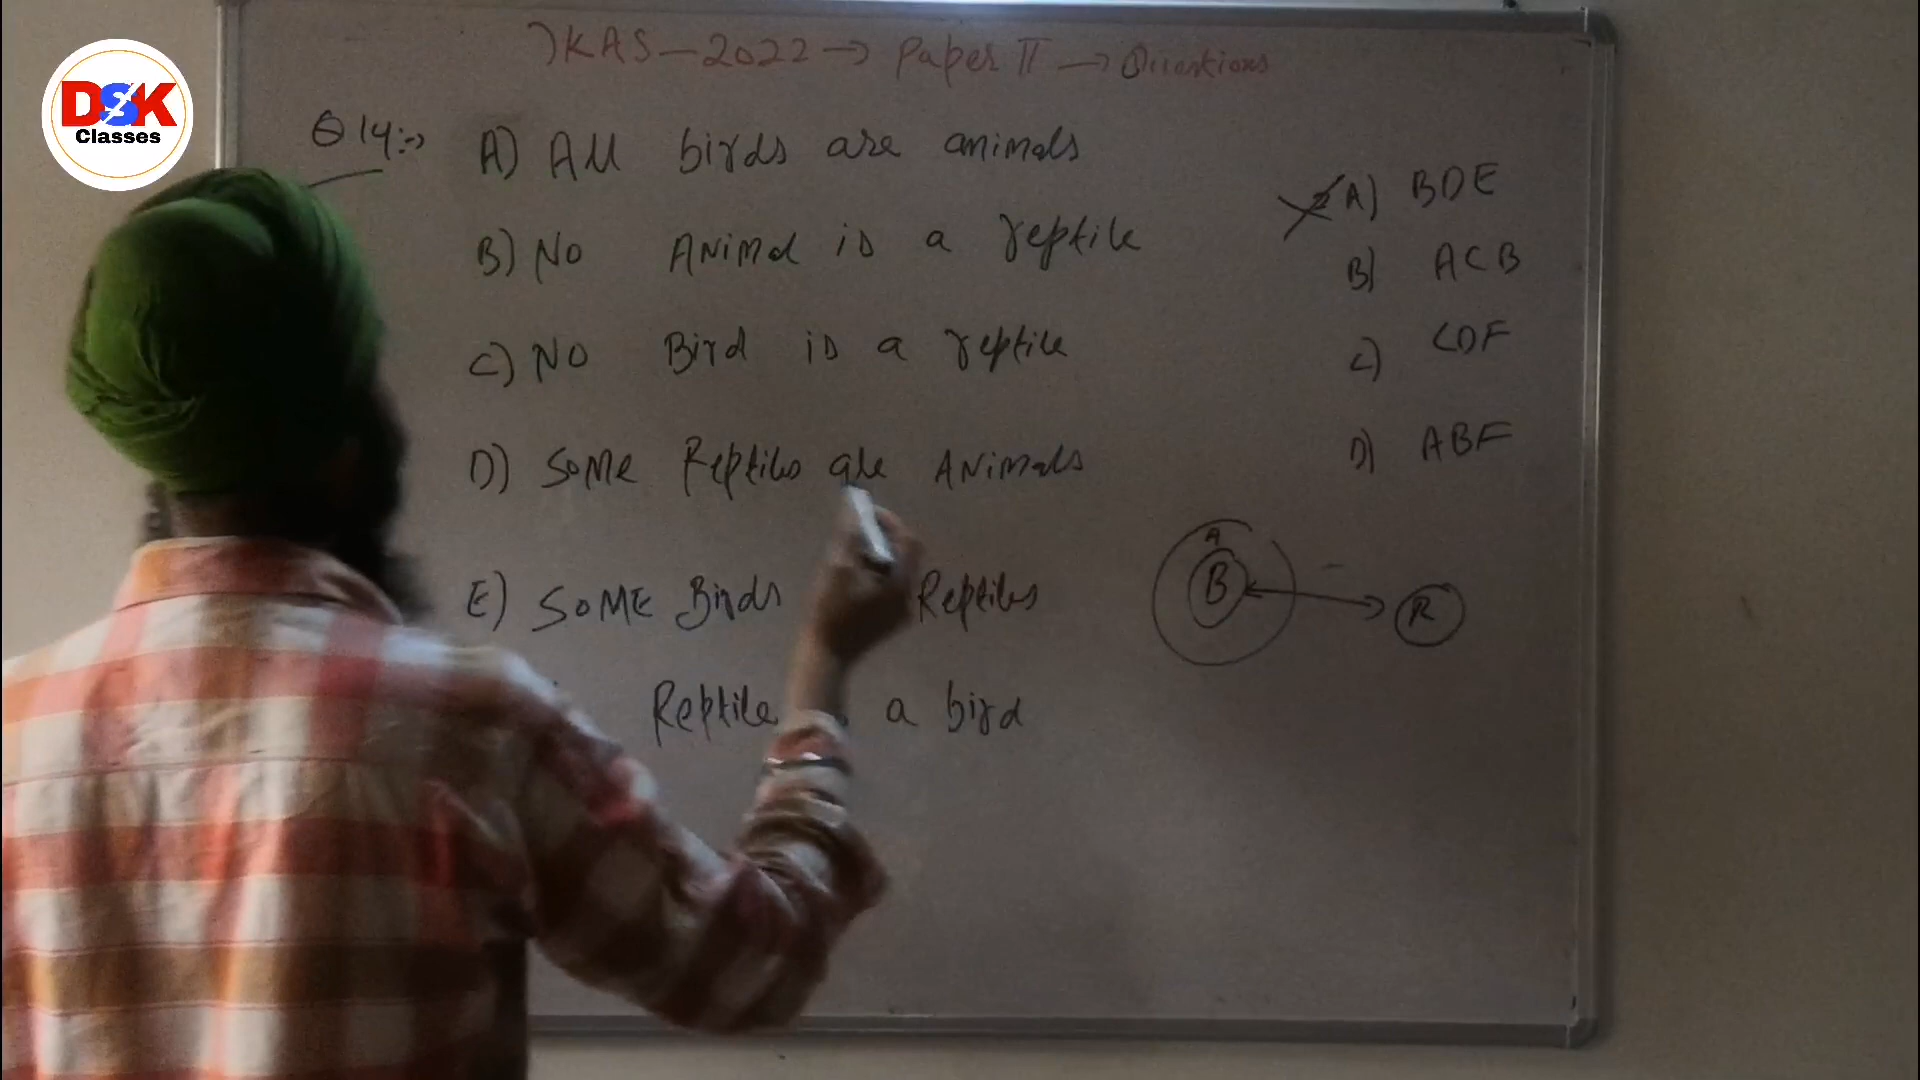 DSK
Classes
JKAS-2022→ Paper II → Questions
Q 14:→
A) All birds are animals
B) No Animal is a reptile
C) No Bird is a reptile
D) Some Reptiles are Animals
E) Some Birds Reptiles
Reptile a bird
A) BDE
B) ACB
C) CDF
D) ABF
A
B
R